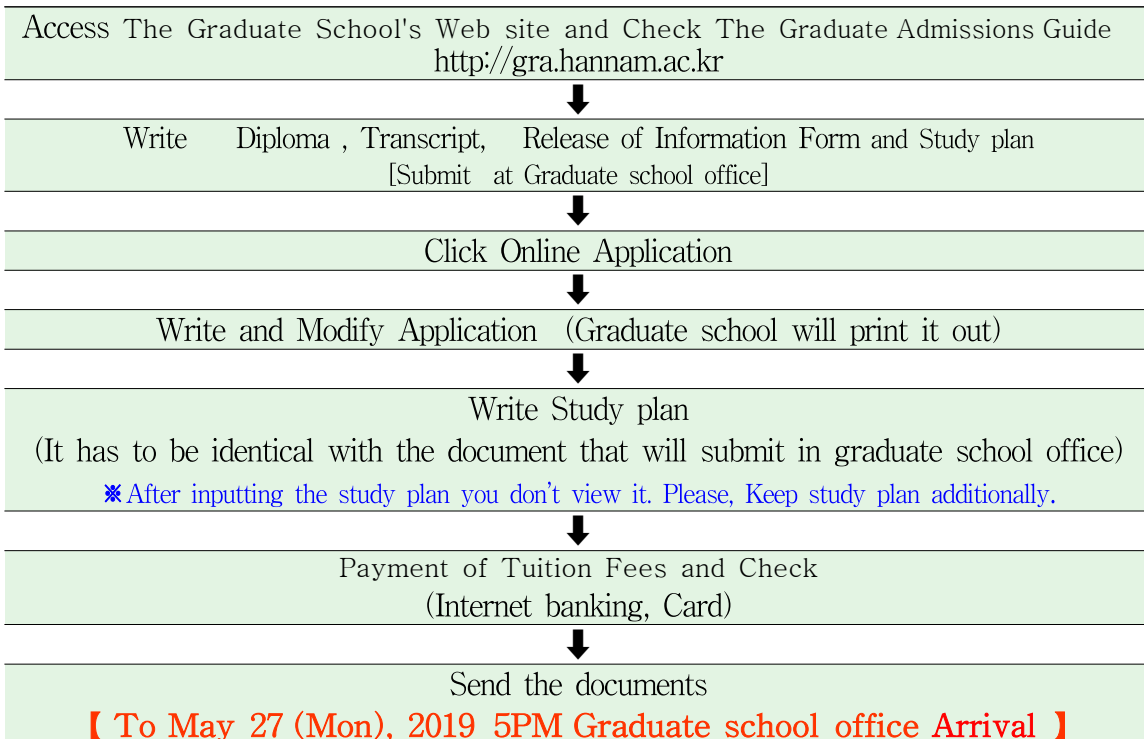 Access The Graduate School's Web site and Check The Graduate Admissions Guide
http://gra.hannam.ac.kr
Write Diploma , Transcript, Release of Information Form and Study plan
[Submit at Graduate school office]
Click Online Application
Write and Modify Application (Graduate school will print it out)
Write Study plan
(It has to be identical with the document that will submit in graduate school office)
※After inputting the study plan you don't view it. Please, Keep study plan additionally.
Payment of Tuition Fees and Check
(Internet banking, Card)
Send the documents
【 To May 27 (Mon), 2019 5PM Graduate school office Arrival 】